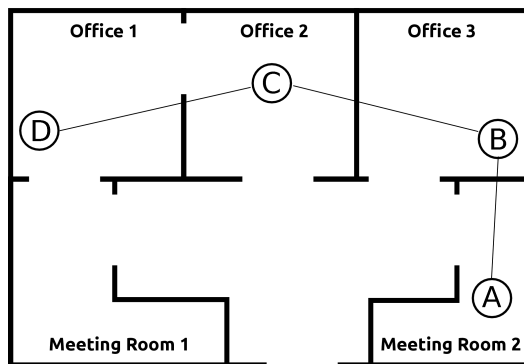 Office 1
Office 2
Office 3
C
D
B
A
Meeting Room 1
Meeting Room 2